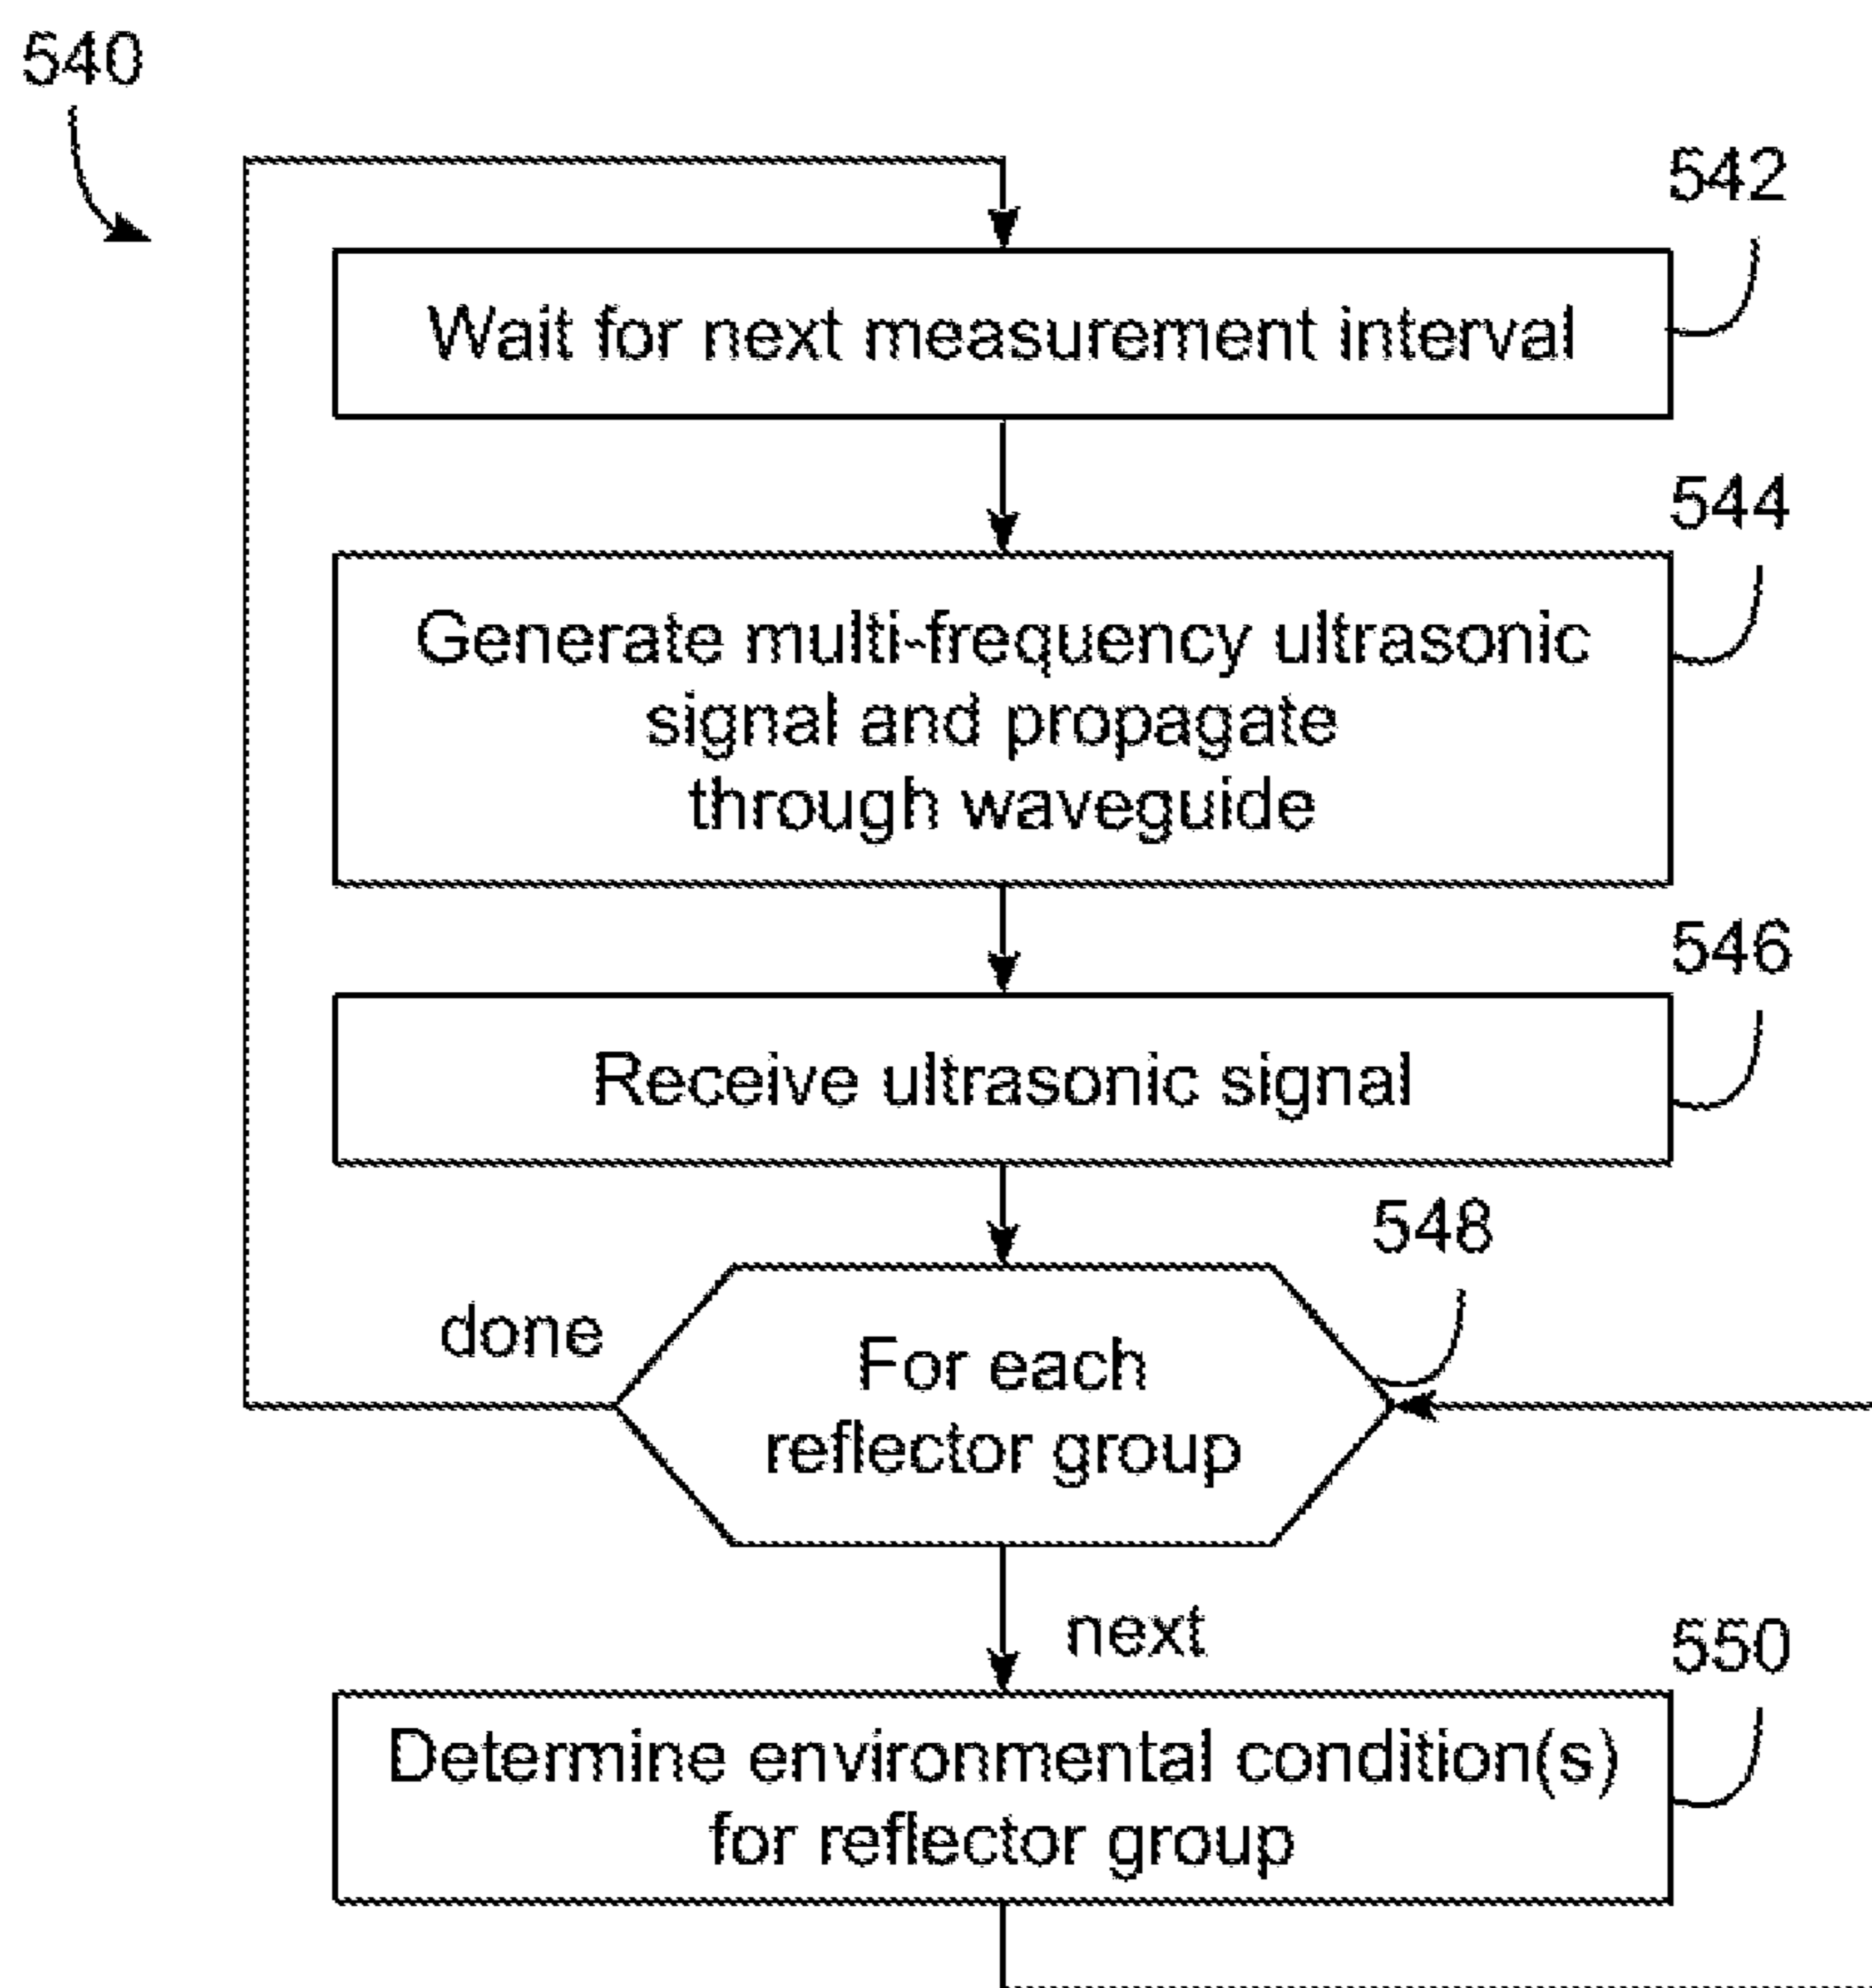 540
542
Wait for next measurement interval
544
Generate multi-frequency ultrasonic
signal and propagate
through waveguide
546
Receive ultrasonic signal
548
done
For each
reflector group
next
550
Determine environmental condition(s)
for reflector group